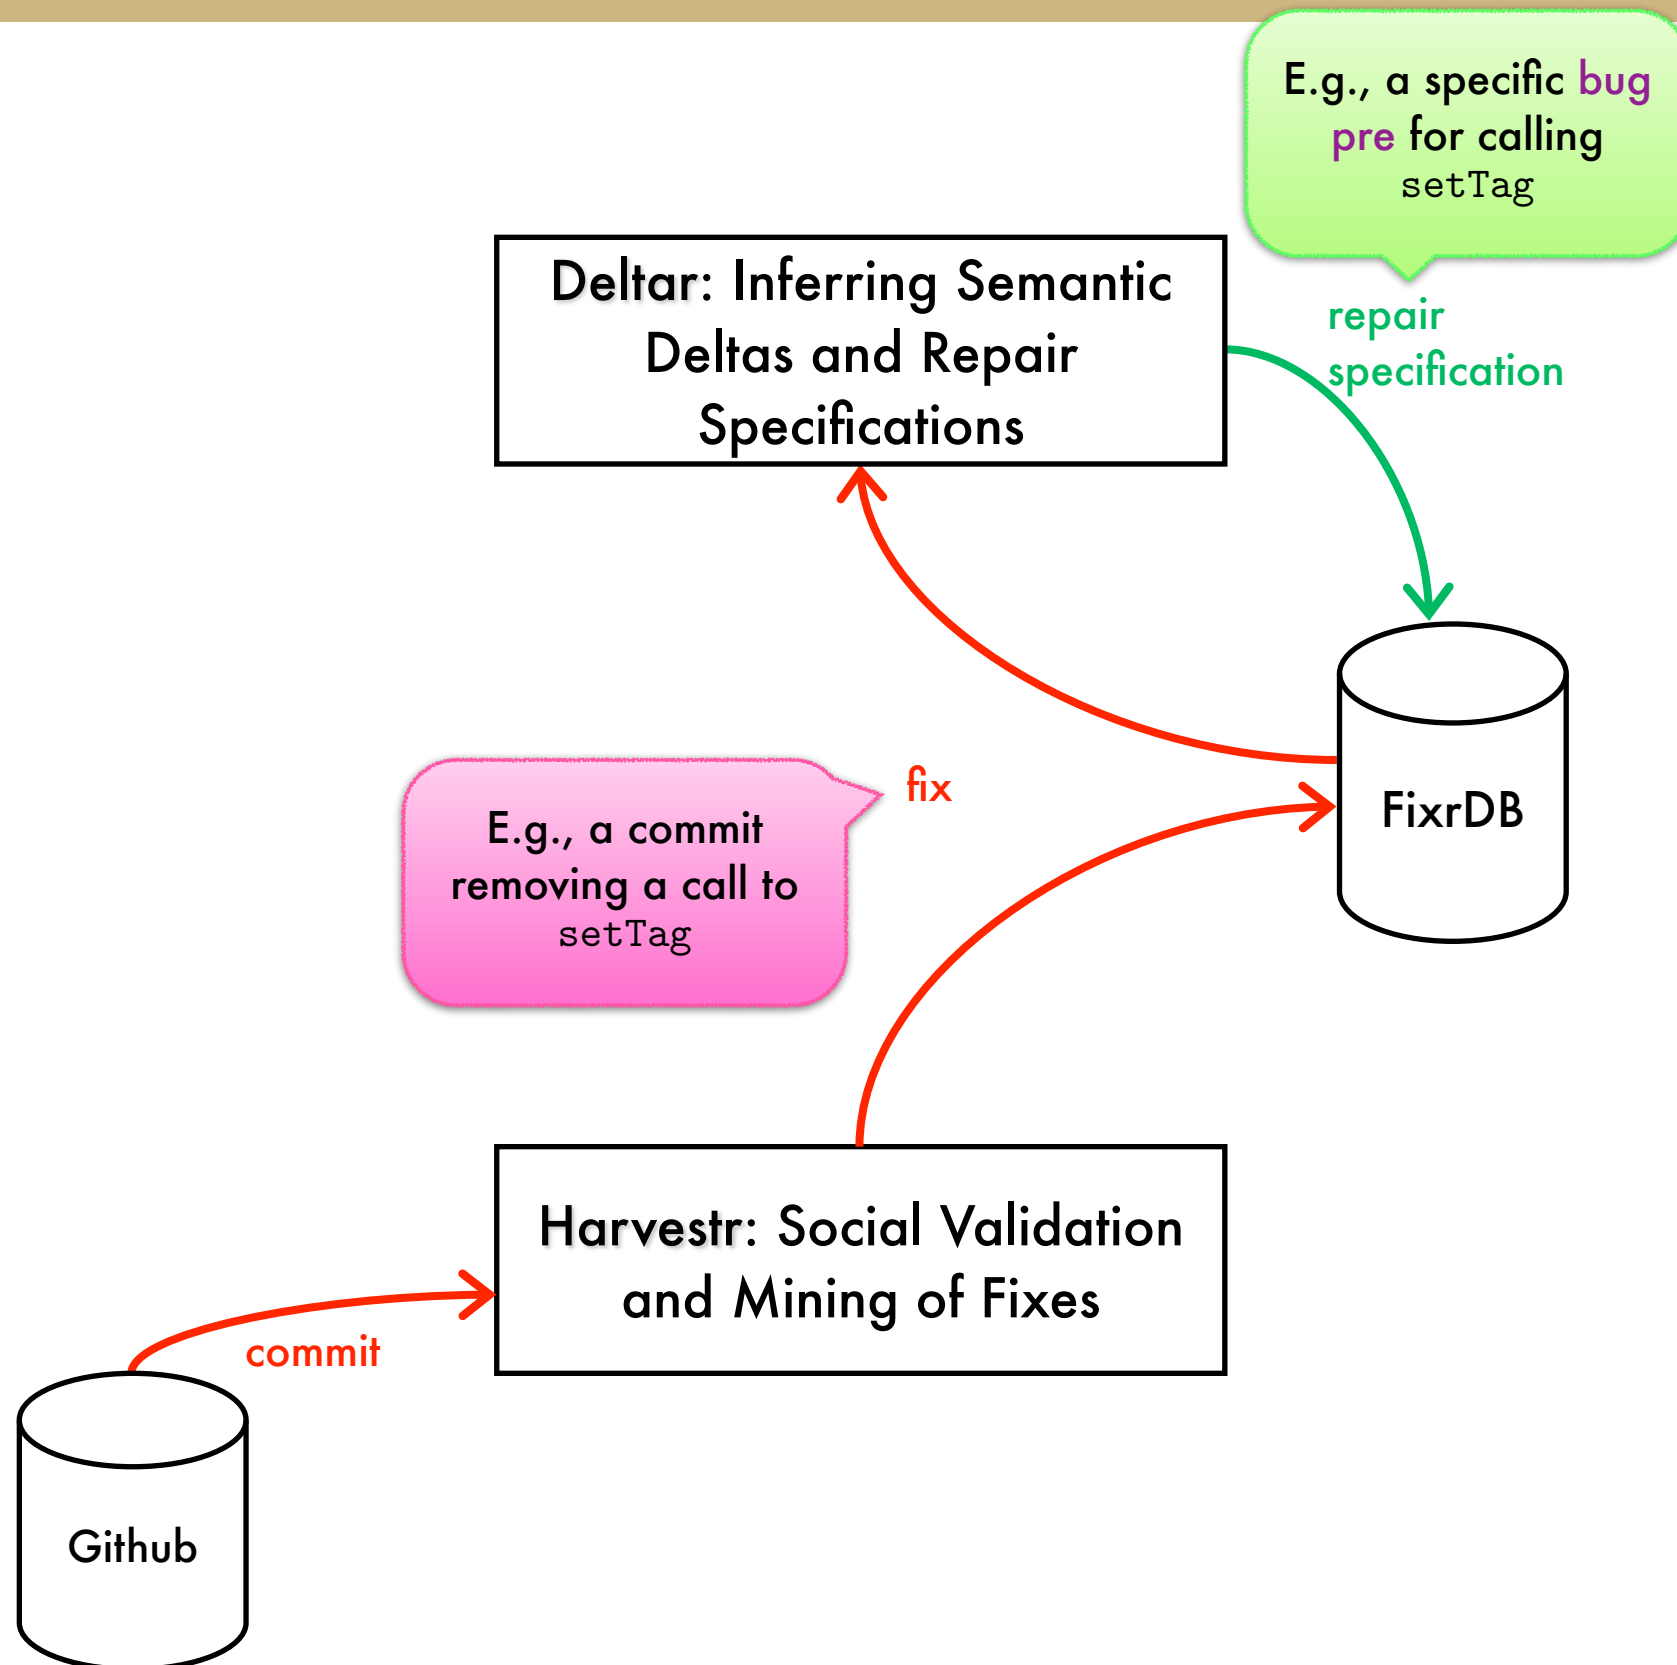 E.g., a specific bug
pre for calling
setTag
Deltar: Inferring Semantic
Deltas and Repair
Specifications
repair
specification
fix
E.g., a commit
removing a call to
setTag
FixrDB
Harvestr: Social Validation
and Mining of Fixes
commit
Github